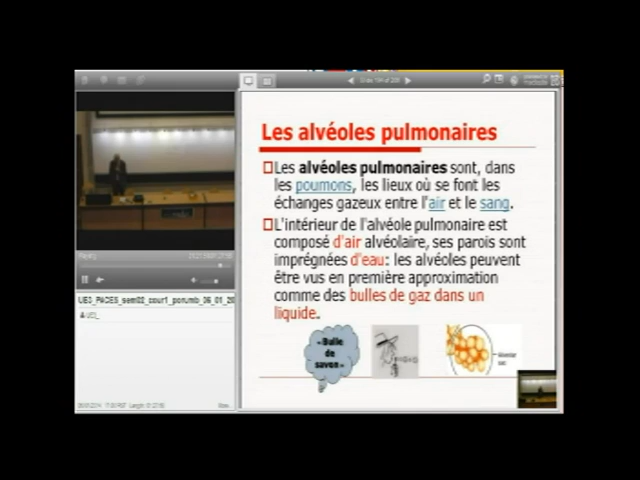 Les alvéoles pulmonaires
Les alvéoles pulmonaires sont, dans
les poumons, les lieux où se font les
échanges gazeux entre l'air et le sang.
L'intérieur de l'alvéole pulmonaire est
composé d'air alvéolaire, ses parois sont
imprégnées d'eau: les alvéoles peuvent
être vus en première approximation
comme des bulles de gaz dans un
liquide.
« Bulle
de
savon »